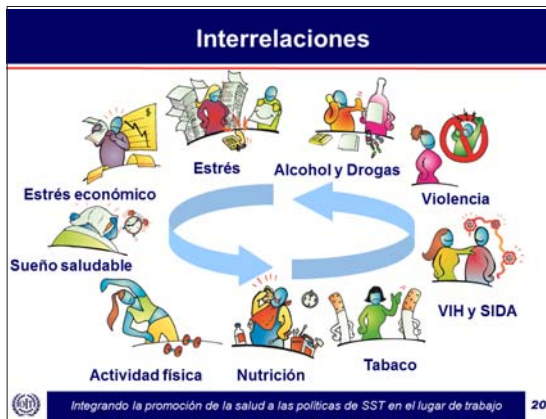 Interrelaciones
Estrés
Alcohol y Drogas
Estrés económico
Violencia
Sueño saludable
VIH y SIDA
Actividad física
Nutrición
Tabaco
Integrando la promoción de la salud a las políticas de SST en el lugar de trabajo
20